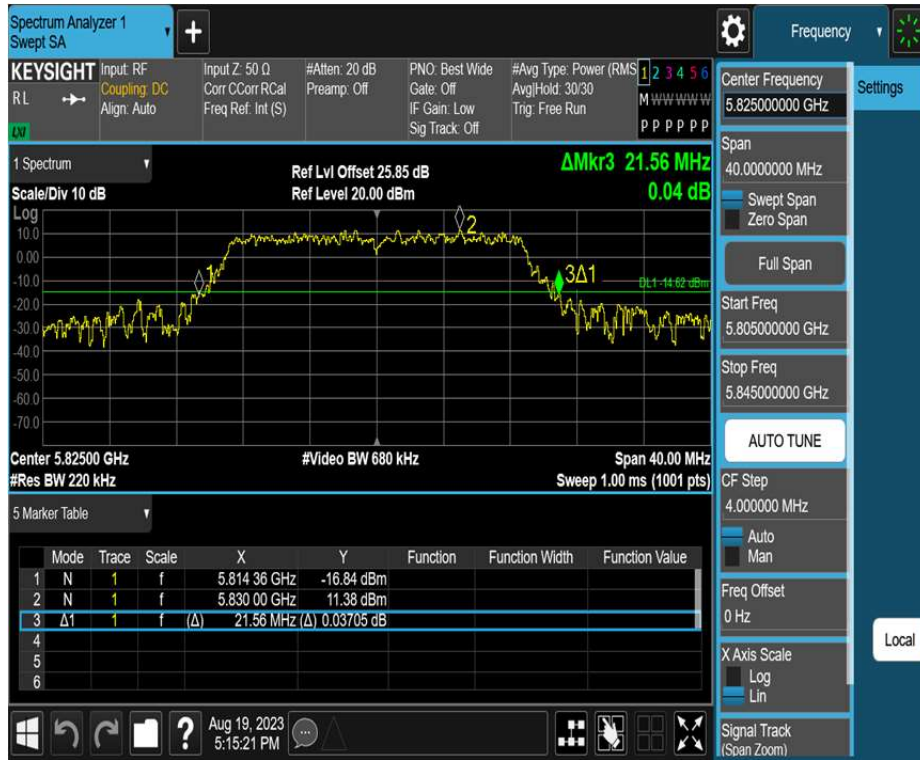 Spectrum Analyzer 1
Swept SA
+
Frequency
KEYSIGHT
RL
LXI
Input: RF
Coupling: DC
Align: Auto
Input Z: 50 Ω
Corr CCorr RCal
Freq Ref: Int (S)
#Atten: 20 dB
Preamp: Off
PNO: Best Wide
Gate: Off
IF Gain: Low
Sig Track: Off
#Avg Type: Power (RMS
Avg|Hold: 30/30
Trig: Free Run
1 2 3 4 5 6
M W W W W W
P P P P P P
1 Spectrum
Scale/Div 10 dB
Ref Lvl Offset 25.85 dB
Ref Level 20.00 dBm
ΔMkr3 21.56 MHz
0.04 dB
Log
10.0
0.00
-10.0
-20.0
-30.0
-40.0
-50.0
-60.0
-70.0
1
2
3Δ1
DL1 -14.62 dBm
Center 5.82500 GHz
#Video BW 680 kHz
Span 40.00 MHz
#Res BW 220 kHz
Sweep 1.00 ms (1001 pts)
5 Marker Table
Mode Trace Scale X Y Function Function Width Function Value
1 N 1 f 5.814 36 GHz -16.84 dBm
2 N 1 f 5.830 00 GHz 11.38 dBm
3 Δ1 1 f (Δ) 21.56 MHz (Δ) 0.03705 dB
4
5
6
?
Aug 19, 2023
5:15:21 PM
Center Frequency
5.825000000 GHz
Span
40.0000000 MHz
Swept Span
Zero Span
Full Span
Start Freq
5.805000000 GHz
Stop Freq
5.845000000 GHz
AUTO TUNE
CF Step
4.000000 MHz
Auto
Man
Freq Offset
0 Hz
X Axis Scale
Log
Lin
Signal Track
(Span Zoom)
Settings
Local